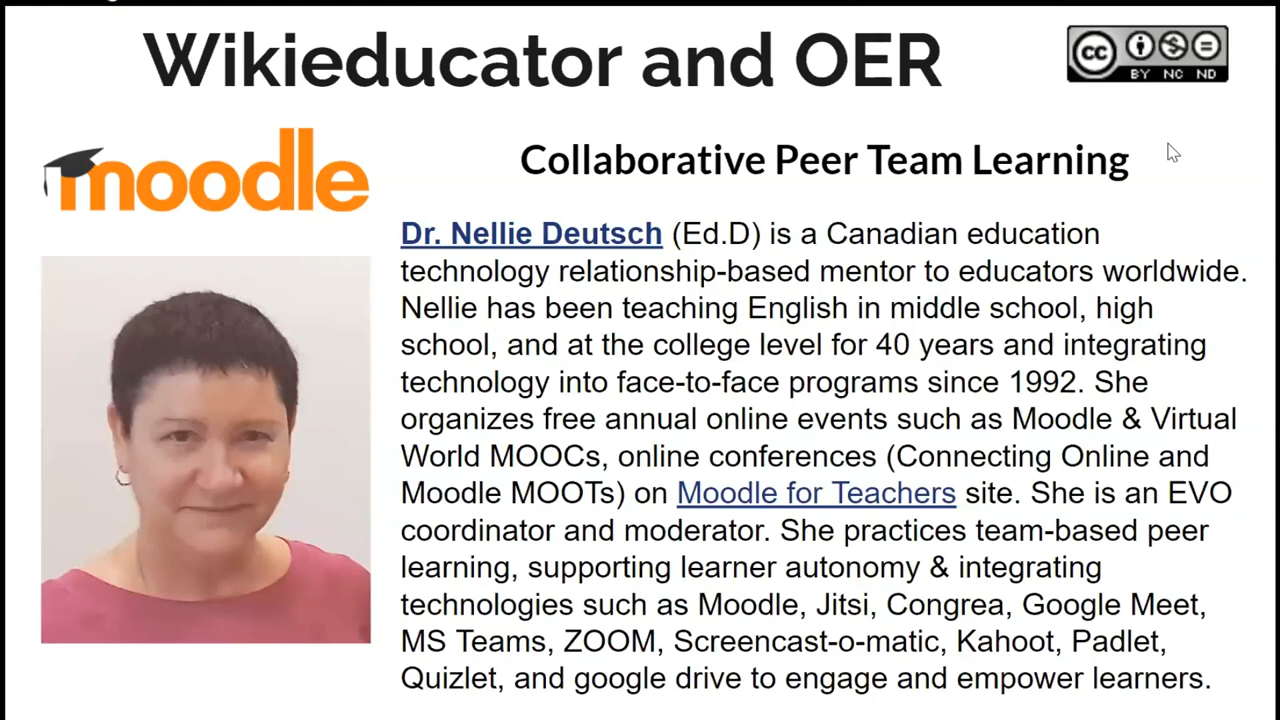 Wikieducator and OER
cc
BY NC ND
moodle
Collaborative Peer Team Learning
Dr. Nellie Deutsch (Ed.D) is a Canadian education
technology relationship-based mentor to educators worldwide.
Nellie has been teaching English in middle school, high
school, and at the college level for 40 years and integrating
technology into face-to-face programs since 1992. She
organizes free annual online events such as Moodle & Virtual
World MOOCs, online conferences (Connecting Online and
Moodle MOOTs) on Moodle for Teachers site. She is an EVO
coordinator and moderator. She practices team-based peer
learning, supporting learner autonomy & integrating
technologies such as Moodle, Jitsi, Congrea, Google Meet,
MS Teams, ZOOM, Screencast-o-matic, Kahoot, Padlet,
Quizlet, and google drive to engage and empower learners.